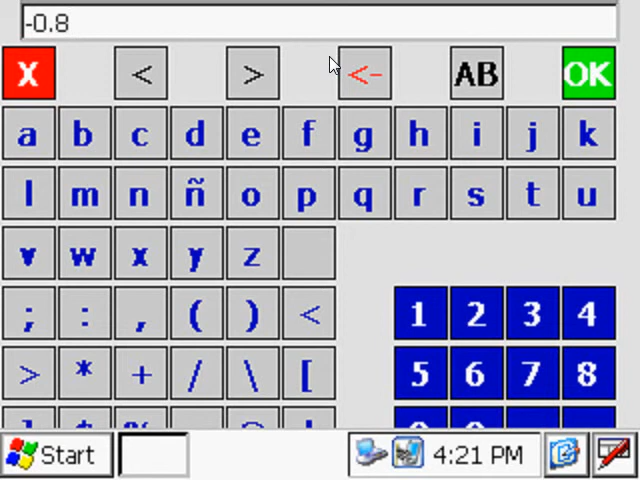 -0.8
X < > <- AB OK
a b c d e f g h i j k
l m n ñ o p q r s t u
v w x y z
; : , ( ) < 1 2 3 4
> * + / \ [ 5 6 7 8
Start 4:21 PM